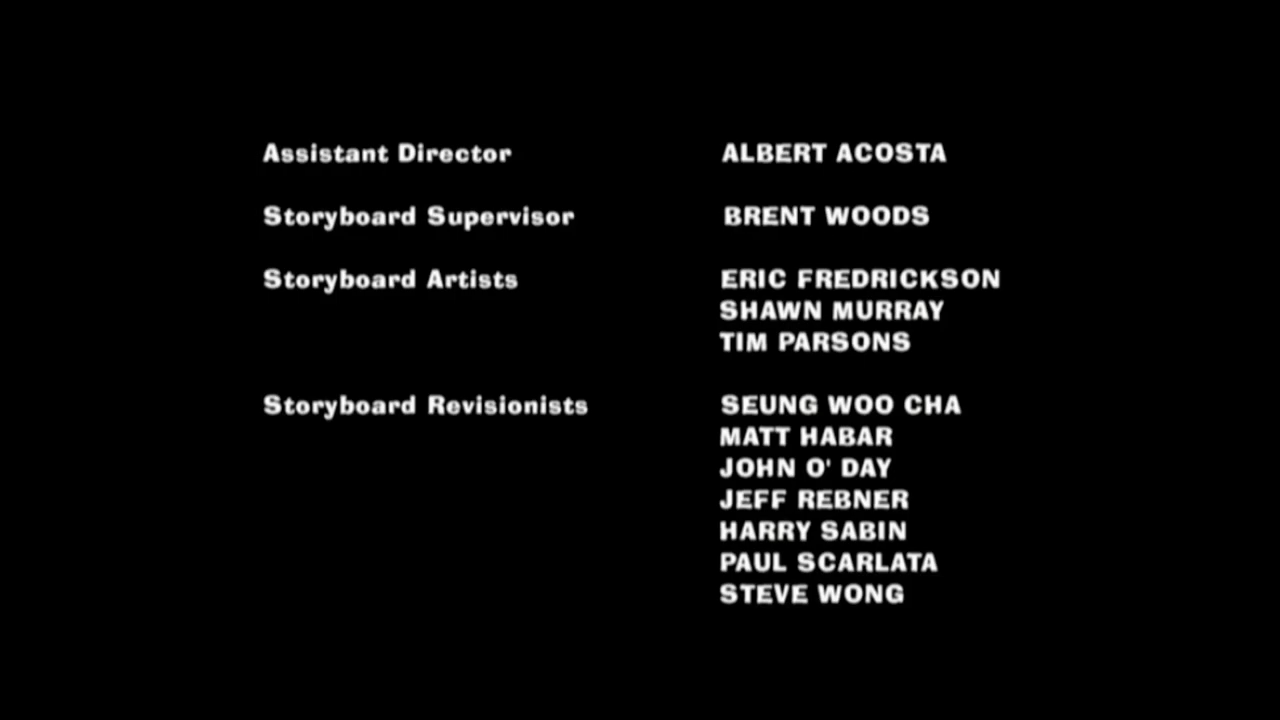 Assistant Director ALBERT ACOSTA
Storyboard Supervisor BRENT WOODS
Storyboard Artists ERIC FREDRICKSON
SHAWN MURRAY
TIM PARSONS
Storyboard Revisionists SEUNG WOO CHA
MATT HABAR
JOHN O' DAY
JEFF REBNER
HARRY SABIN
PAUL SCARLATA
STEVE WONG